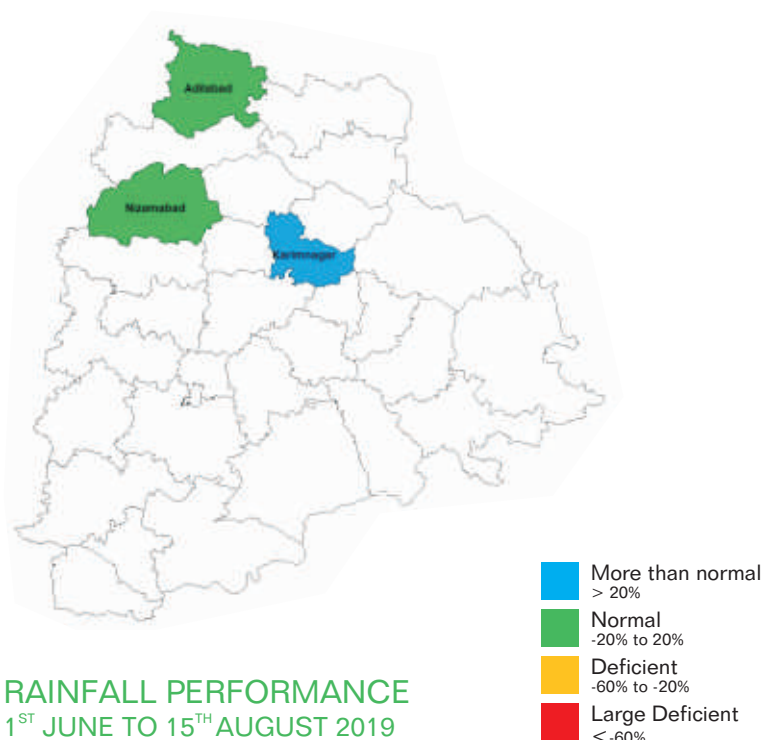 Adilabad
Nizamabad
Karimnagar
More than normal
> 20%
Normal
-20% to 20%
Deficient
-60% to -20%
Large Deficient
≤ -60%
RAINFALL PERFORMANCE
1ST JUNE TO 15TH AUGUST 2019